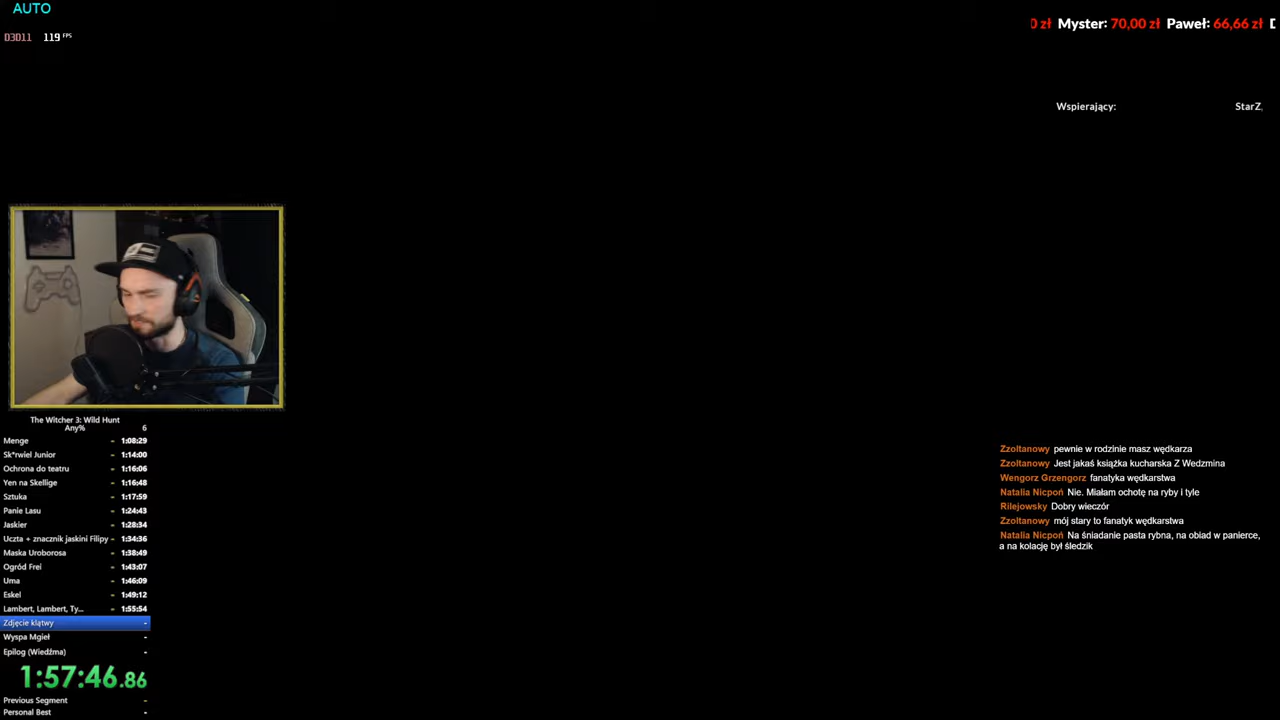 AUTO
03011 119 FPS
0 zł Myster: 70,00 zł Paweł: 66,66 zł
Wspierający: StarZ
The Witcher 3: Wild Hunt
Any% 6
Menge - 1:08:29
Sk*rwiel Junior - 1:14:00
Ochrona do teatru - 1:16:06
Yen na Skellige - 1:16:48
Sztuka - 1:17:59
Panie Lasu - 1:24:43
Jaskier - 1:28:34
Uczta + znacznik jaskini Filipy - 1:34:36
Maska Uroborosa - 1:38:49
Ogród Frei - 1:43:07
Uma - 1:46:09
Eskel - 1:49:12
Lambert, Lambert, Ty... - 1:55:54
Zdjęcie klątwy -
Wyspa Mgieł -
Epilog (Wiedźma) -
1:57:46.86
Previous Segment -
Personal Best -
Zzoltanowy pewnie w rodzinie masz wędkarza
Zzoltanowy Jest jakaś książka kucharska Z Wedzmina
Wengorz Grzengorz fanatyka wędkarstwa
Natalia Nicpoń Nie. Miałam ochotę na ryby i tyle
Rilejowsky Dobry wieczór
Zzoltanowy mój stary to fanatyk wędkarstwa
Natalia Nicpoń Na śniadanie pasta rybna, na obiad w panierce,
a na kolację był śledzik